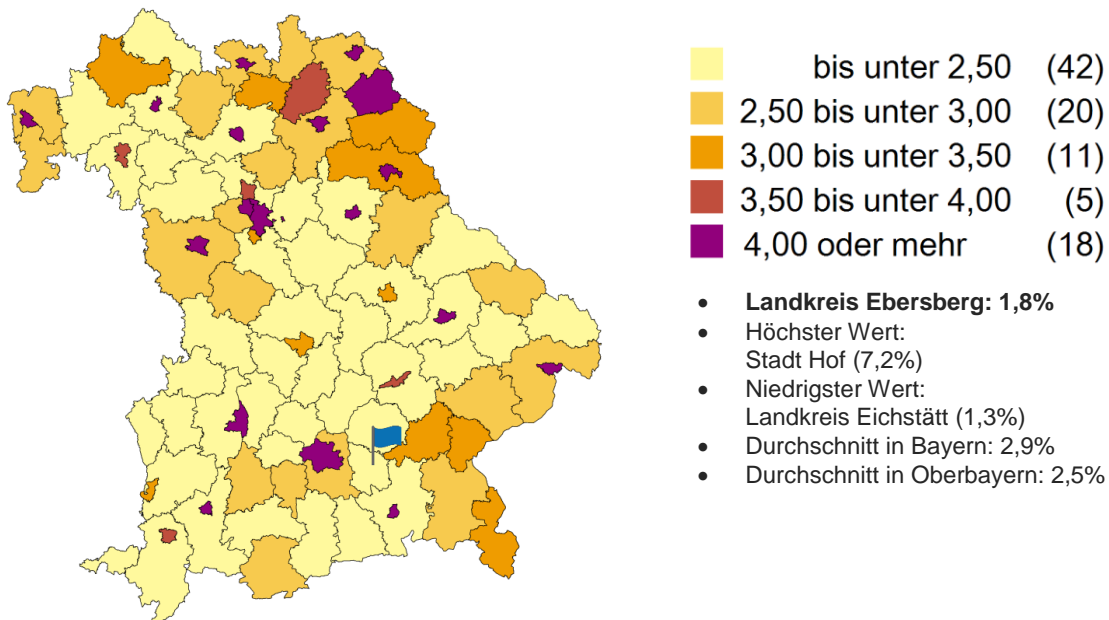 bis unter 2,50 (42)
2,50 bis unter 3,00 (20)
3,00 bis unter 3,50 (11)
3,50 bis unter 4,00 (5)
4,00 oder mehr (18)
• Landkreis Ebersberg: 1,8%
• Höchster Wert:
Stadt Hof (7,2%)
• Niedrigster Wert:
Landkreis Eichstätt (1,3%)
• Durchschnitt in Bayern: 2,9%
• Durchschnitt in Oberbayern: 2,5%